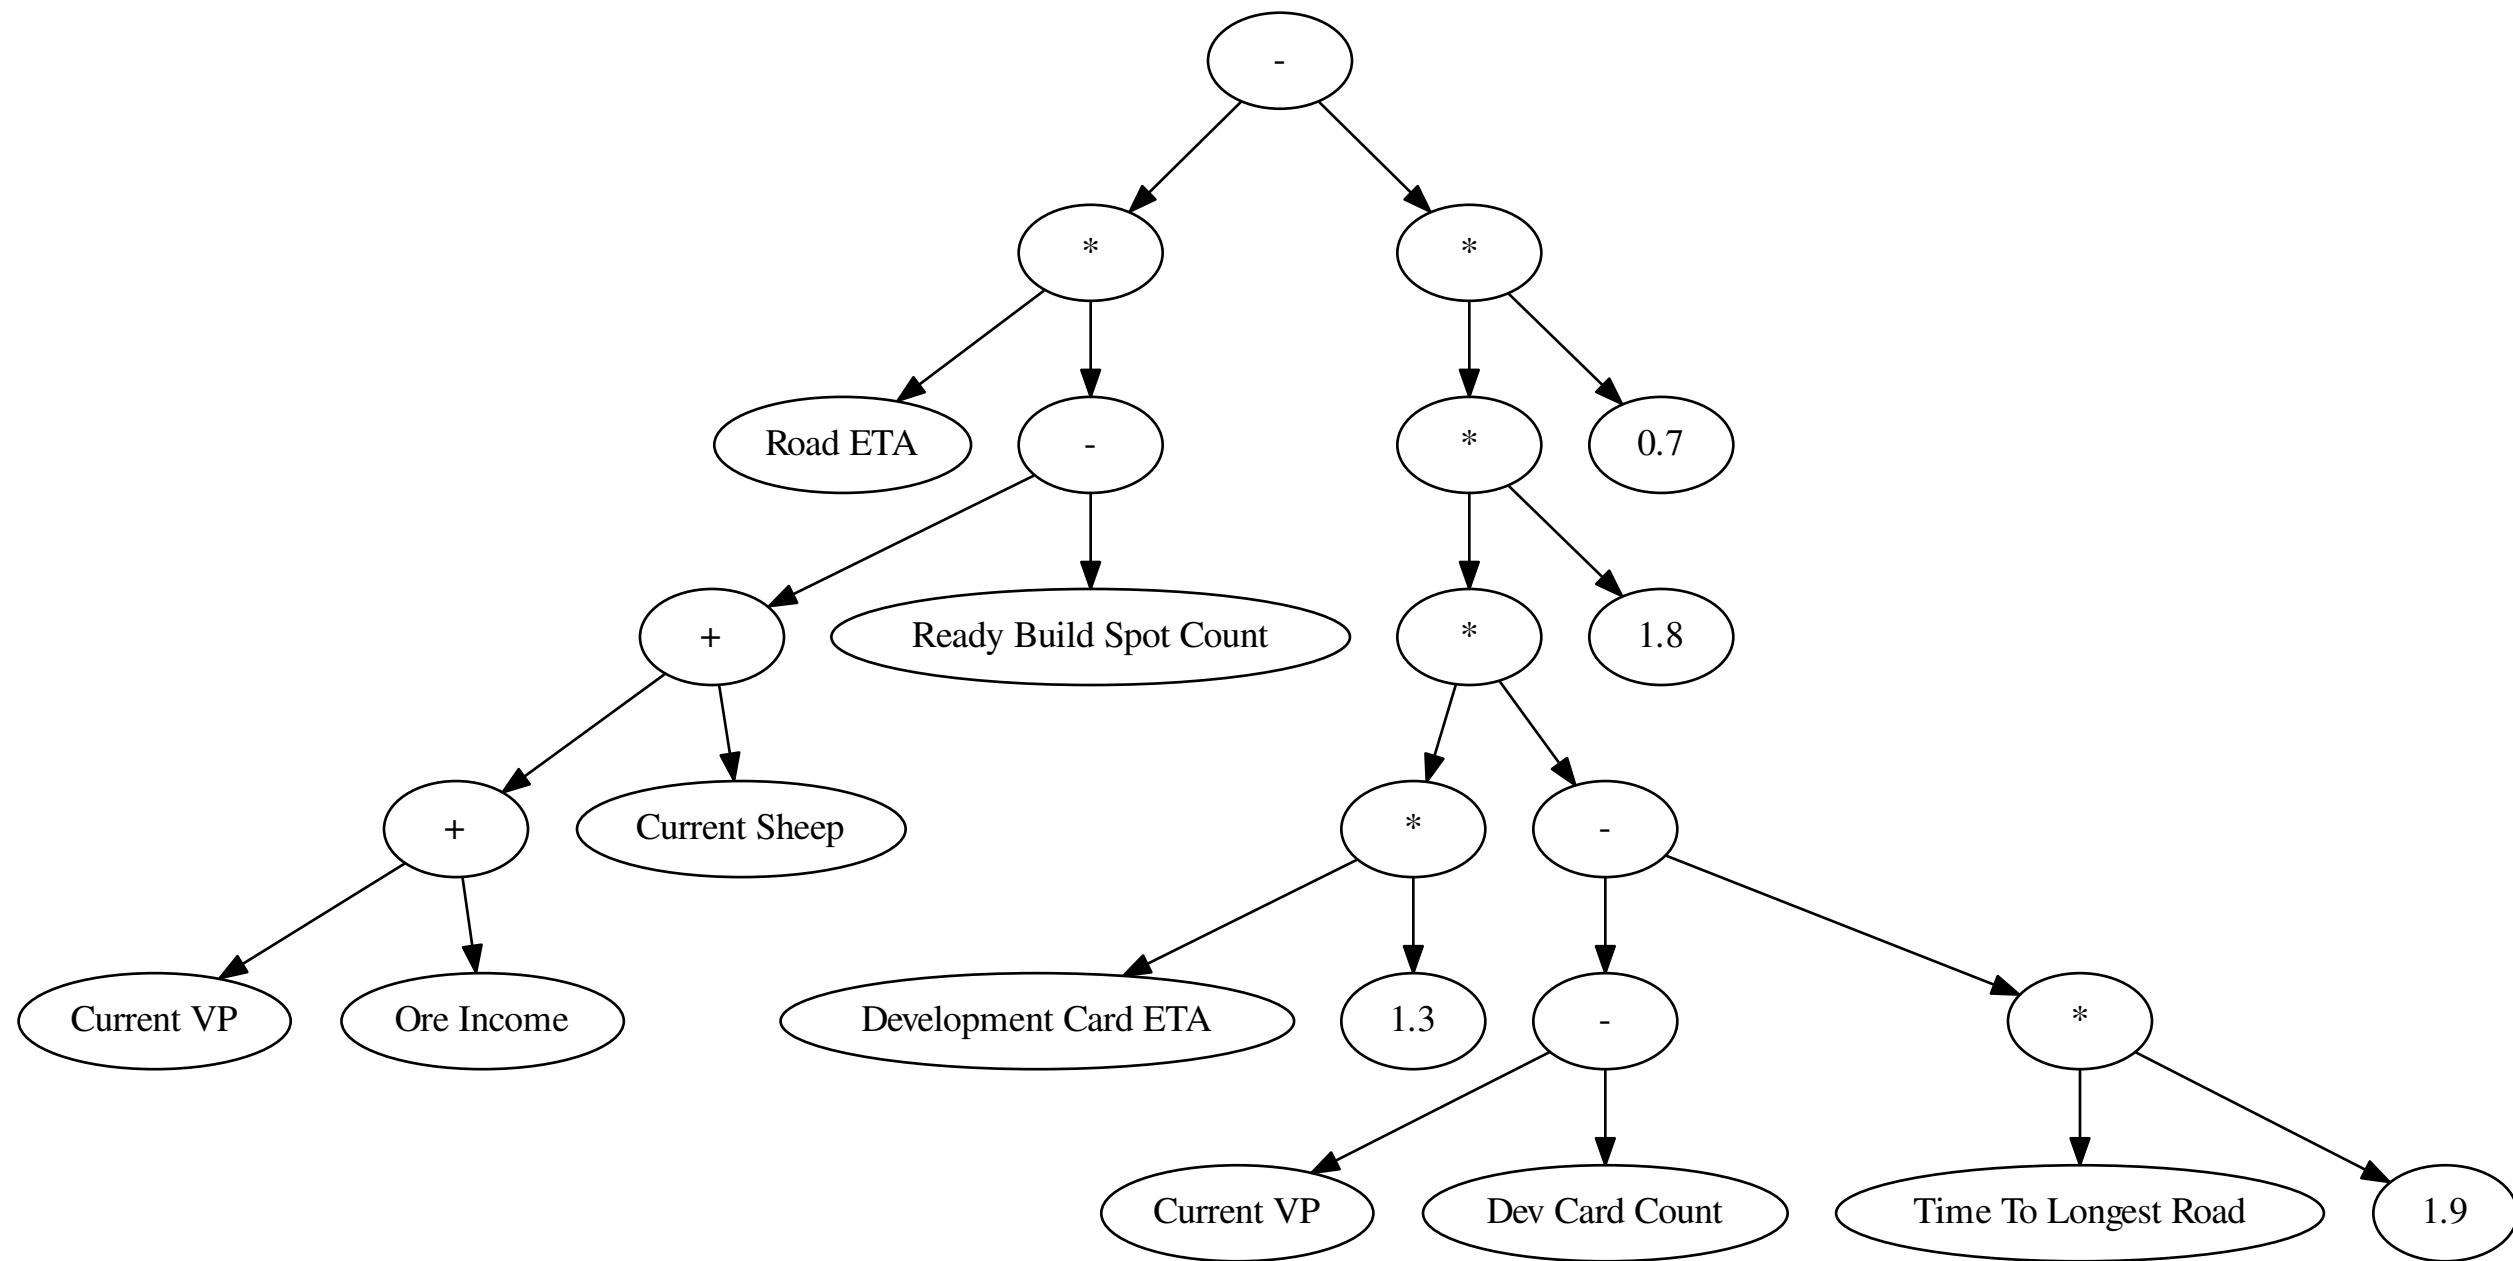 -
*
*
Road ETA
-
*
0.7
+
Ready Build Spot Count
*
1.8
+
Current Sheep
*
-
Current VP
Ore Income
Development Card ETA
1.3
-
*
Current VP
Dev Card Count
Time To Longest Road
1.9